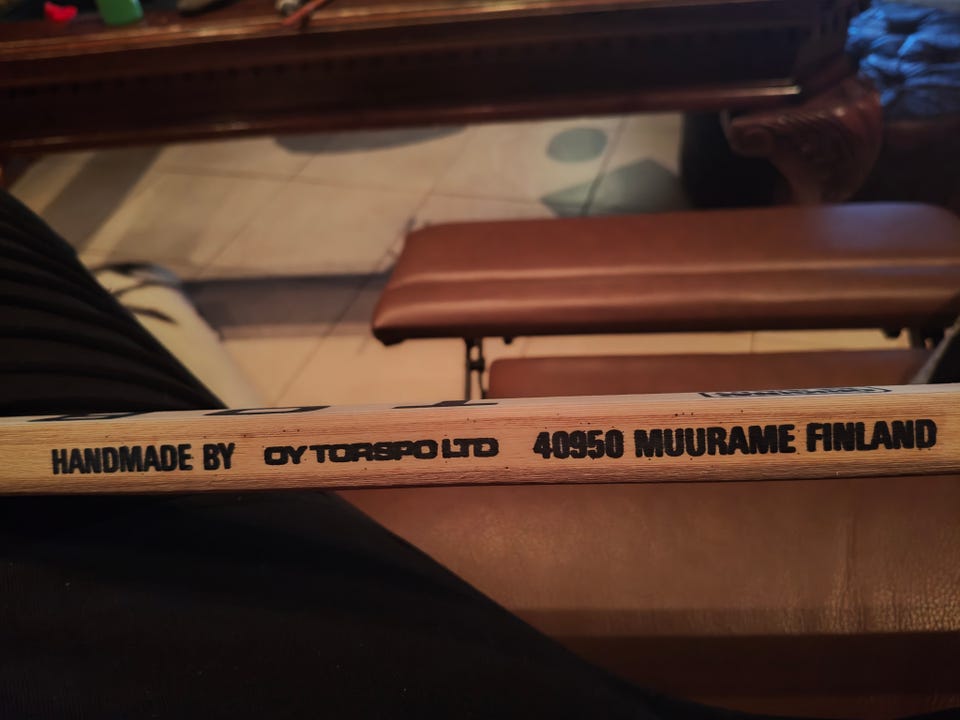 HANDMADE BY OY TORSPO LTD 40950 MUURAME FINLAND